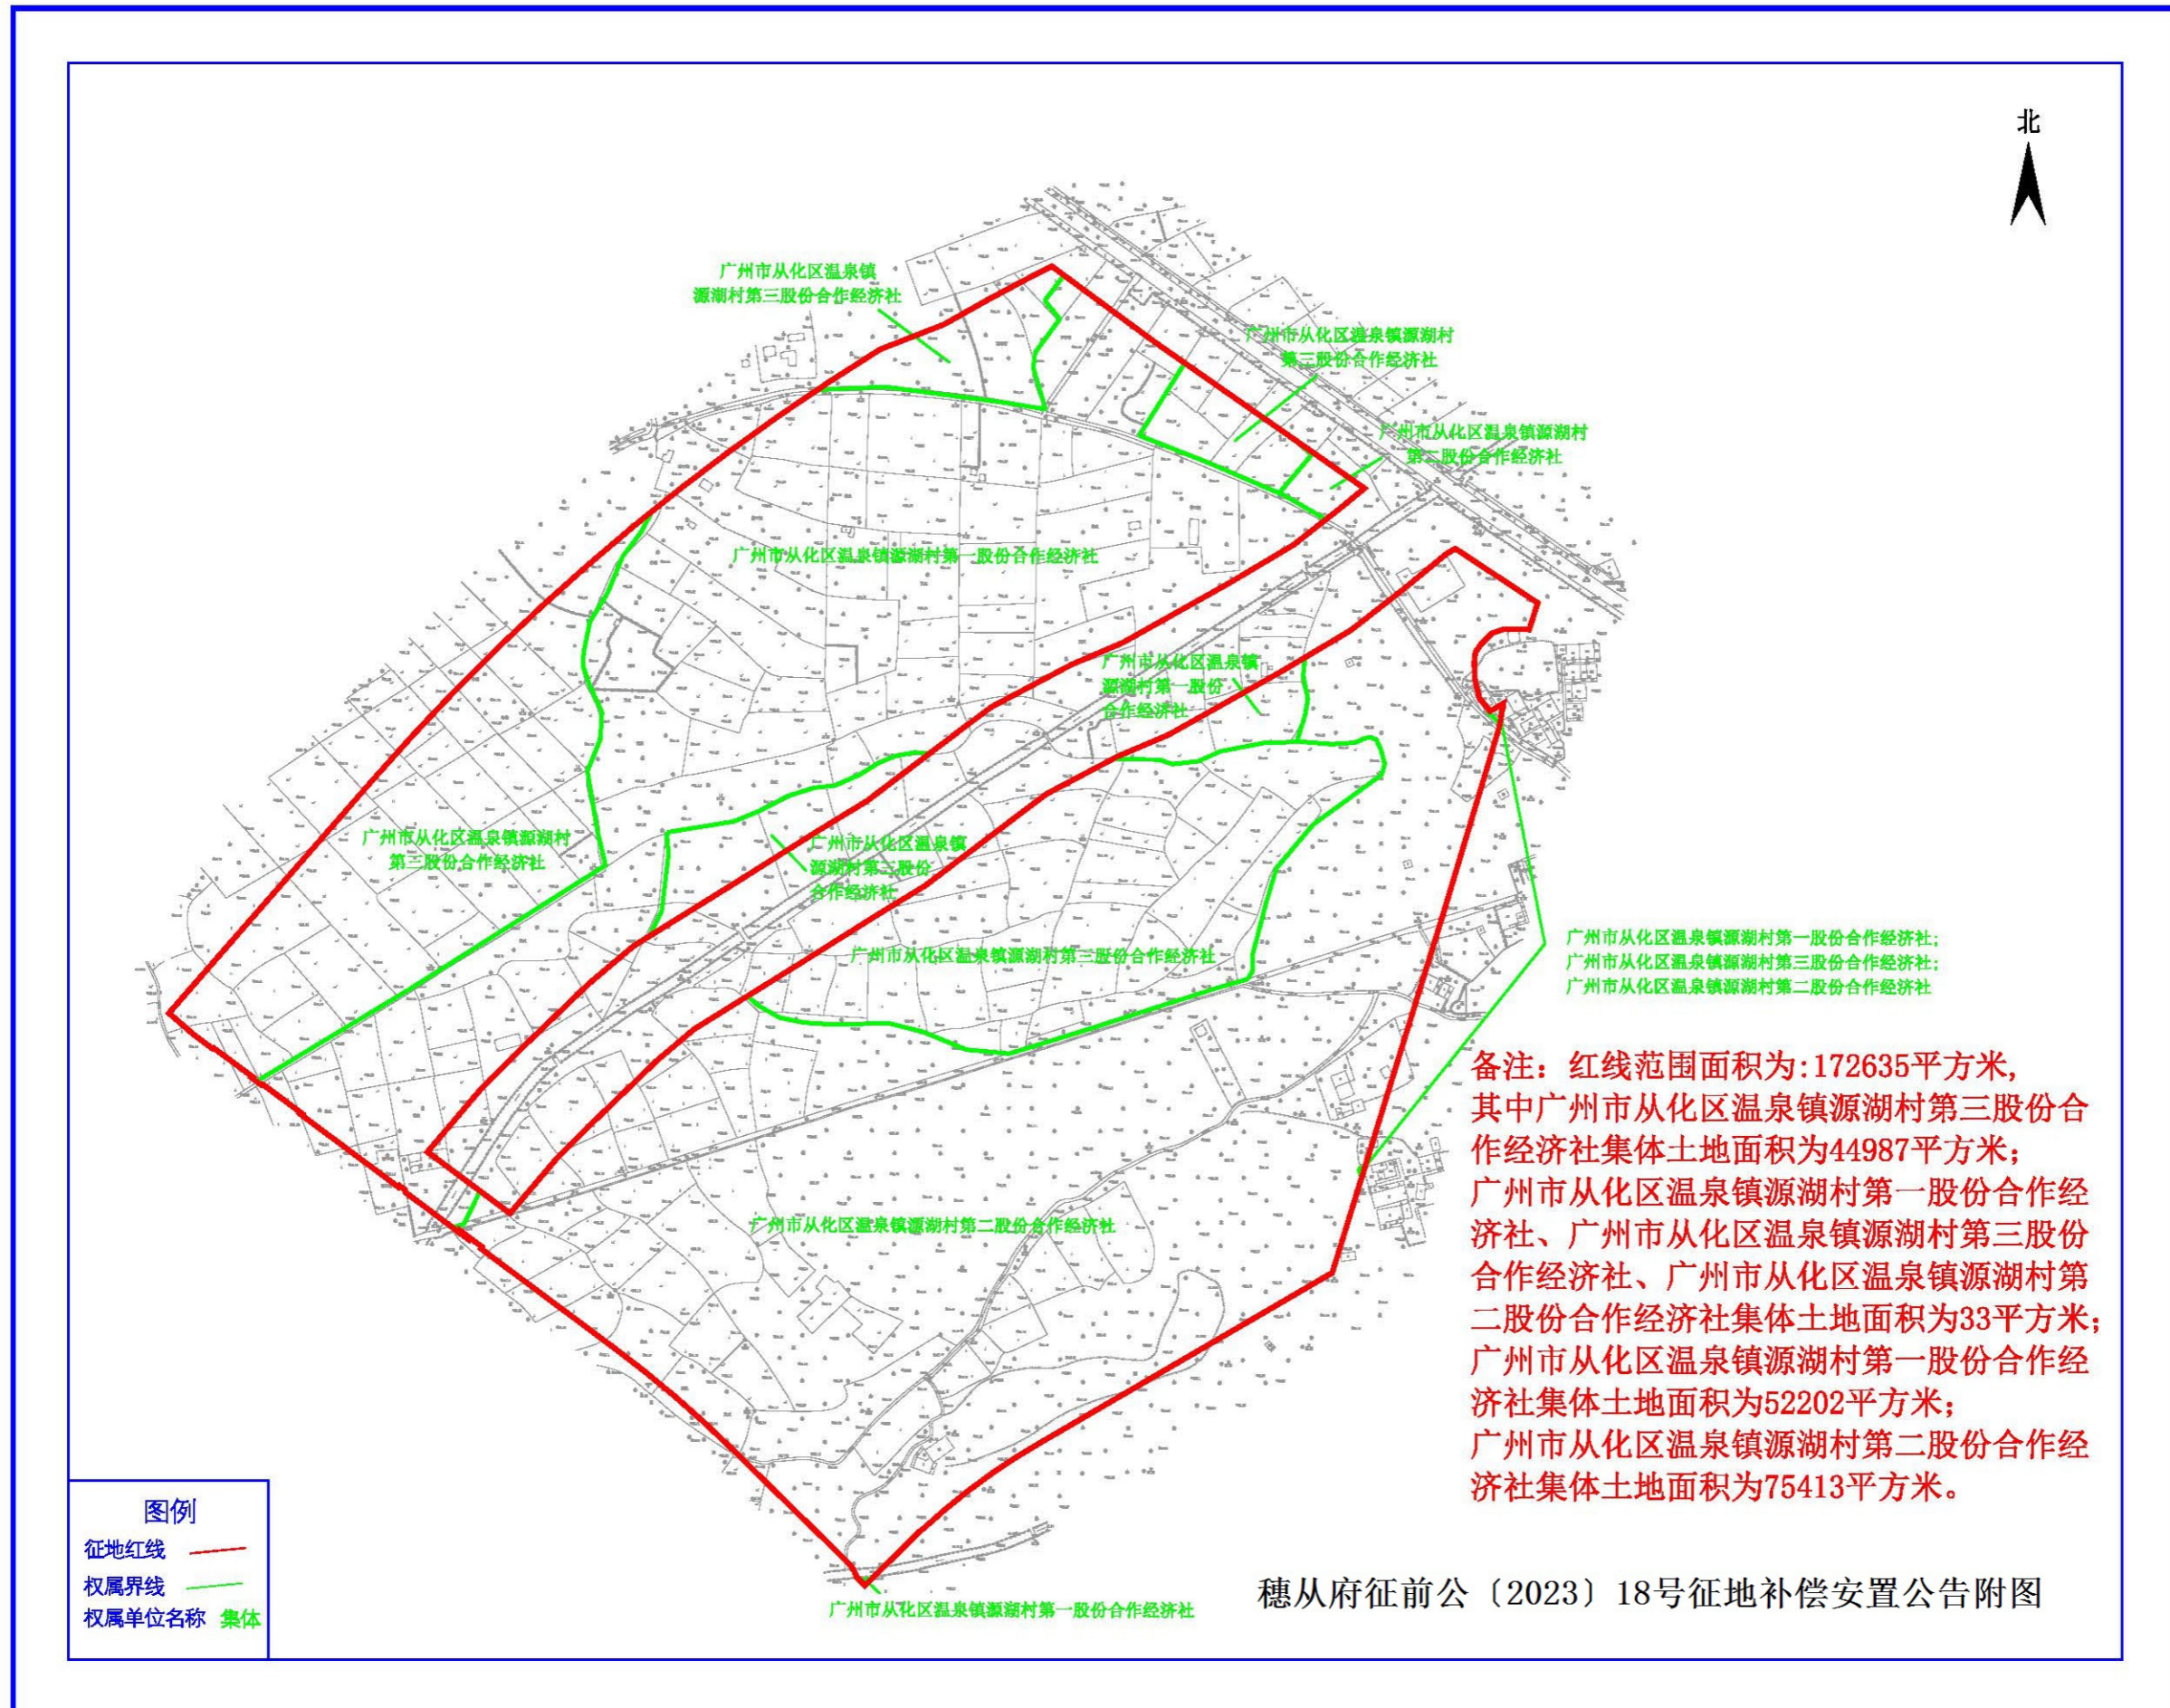 北
广州市从化区温泉镇
源湖村第三股份合作经济社
广州市从化区温泉镇源湖村
第三股份合作经济社
广州市从化区温泉镇源湖村
第二股份合作经济社
广州市从化区温泉镇源湖村第一股份合作经济社
广州市从化区温泉镇
源湖村第一股份
合作经济社
广州市从化区温泉镇源湖村
第三股份合作经济社
广州市从化区温泉镇
源湖村第三股份
合作经济社
广州市从化区温泉镇源湖村第三股份合作经济社
广州市从化区温泉镇源湖村第一股份合作经济社;
广州市从化区温泉镇源湖村第三股份合作经济社;
广州市从化区温泉镇源湖村第二股份合作经济社
广州市从化区温泉镇源湖村第二股份合作经济社
备注：红线范围面积为:172635平方米,
其中广州市从化区温泉镇源湖村第三股份合
作经济社集体土地面积为44987平方米；
广州市从化区温泉镇源湖村第一股份合作经
济社、广州市从化区温泉镇源湖村第三股份
合作经济社、广州市从化区温泉镇源湖村第
二股份合作经济社集体土地面积为33平方米；
广州市从化区温泉镇源湖村第一股份合作经
济社集体土地面积为52202平方米；
广州市从化区温泉镇源湖村第二股份合作经
济社集体土地面积为75413平方米。
图例
征地红线
权属界线
权属单位名称 集体
广州市从化区温泉镇源湖村第一股份合作经济社
穗从府征前公〔2023〕18号征地补偿安置公告附图